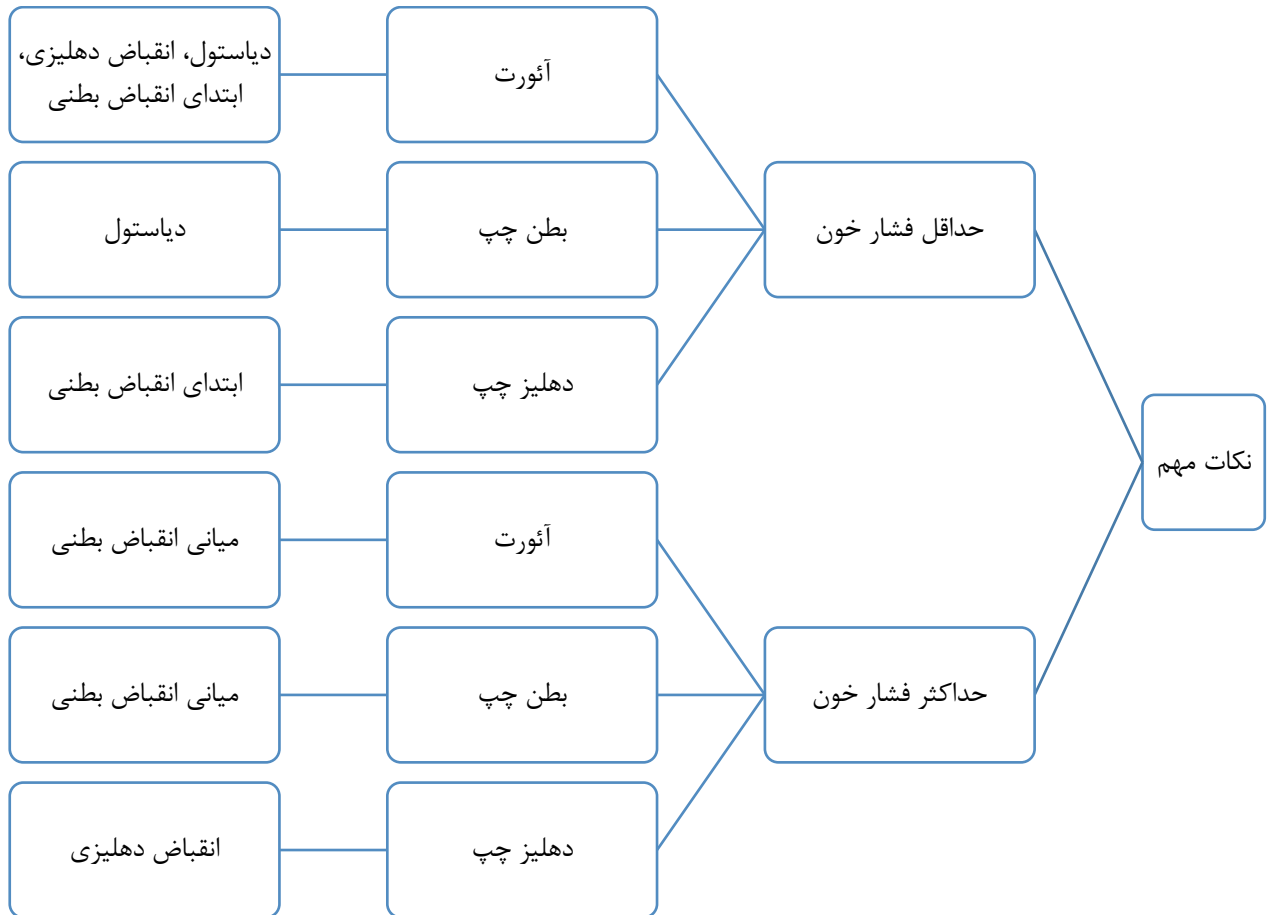 نکات مهم
حداقل فشار خون
آئورت
دیاستول، انقباض دهلیزی،
ابتدای انقباض بطنی
بطن چپ
دیاستول
دهلیز چپ
ابتدای انقباض بطنی
حداکثر فشار خون
آئورت
میانی انقباض بطنی
بطن چپ
میانی انقباض بطنی
دهلیز چپ
انقباض دهلیزی